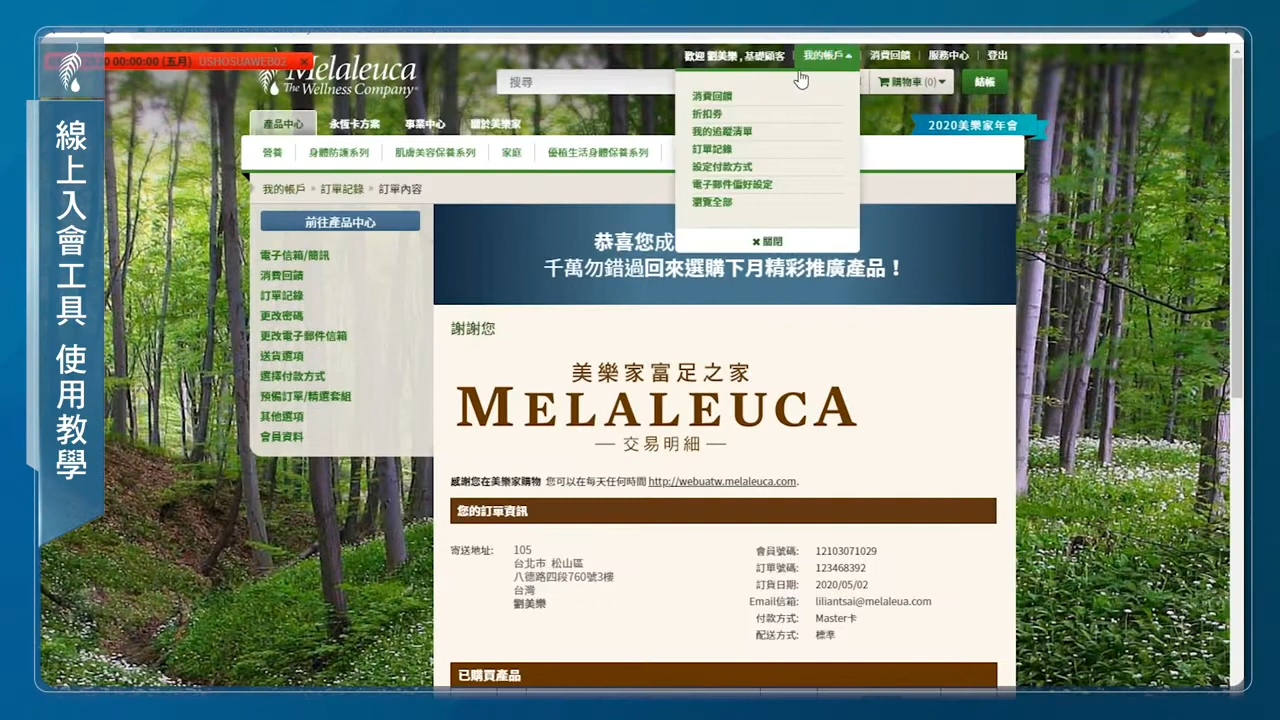 線上入會工具 使用教學
00:00:00 (五月) USHOSUAWEB02 ×
Melaleuca
The Wellness Company
歡迎 劉美樂 , 基礎顧客
我的帳戶
消費回饋
服務中心
登出
搜尋
購物車 (0)
結帳
消費回饋
折扣券
我的追蹤清單
訂單記錄
設定付款方式
電子郵件偏好設定
瀏覽全部
✖ 關閉
產品中心 永恆卡方案 事業中心 關於美樂家
2020美樂家年會
營養 身體防護系列 肌膚美容保養系列 家庭 優植生活身體保養系列
我的帳戶 » 訂單記錄 » 訂單內容
前往產品中心
電子信箱/簡訊
消費回饋
訂單記錄
更改密碼
更改電子郵件信箱
送貨選項
選擇付款方式
預備訂單/精選套組
其他選項
會員資料
恭喜您成
千萬勿錯過回來選購下月精彩推廣產品！
謝謝您
美樂家富足之家
MELALEUCA
— 交易明細 —
感謝您在美樂家購物 您可以在每天任何時間 http://webuatw.melaleuca.com.
您的訂單資訊
寄送地址: 105
台北市 松山區
八德路四段760號3樓
台灣
劉美樂
會員號碼: 12103071029
訂單號碼: 123468392
訂貨日期: 2020/05/02
Email信箱: liliantsai@melaleua.com
付款方式: Master卡
配送方式: 標準
已購買產品